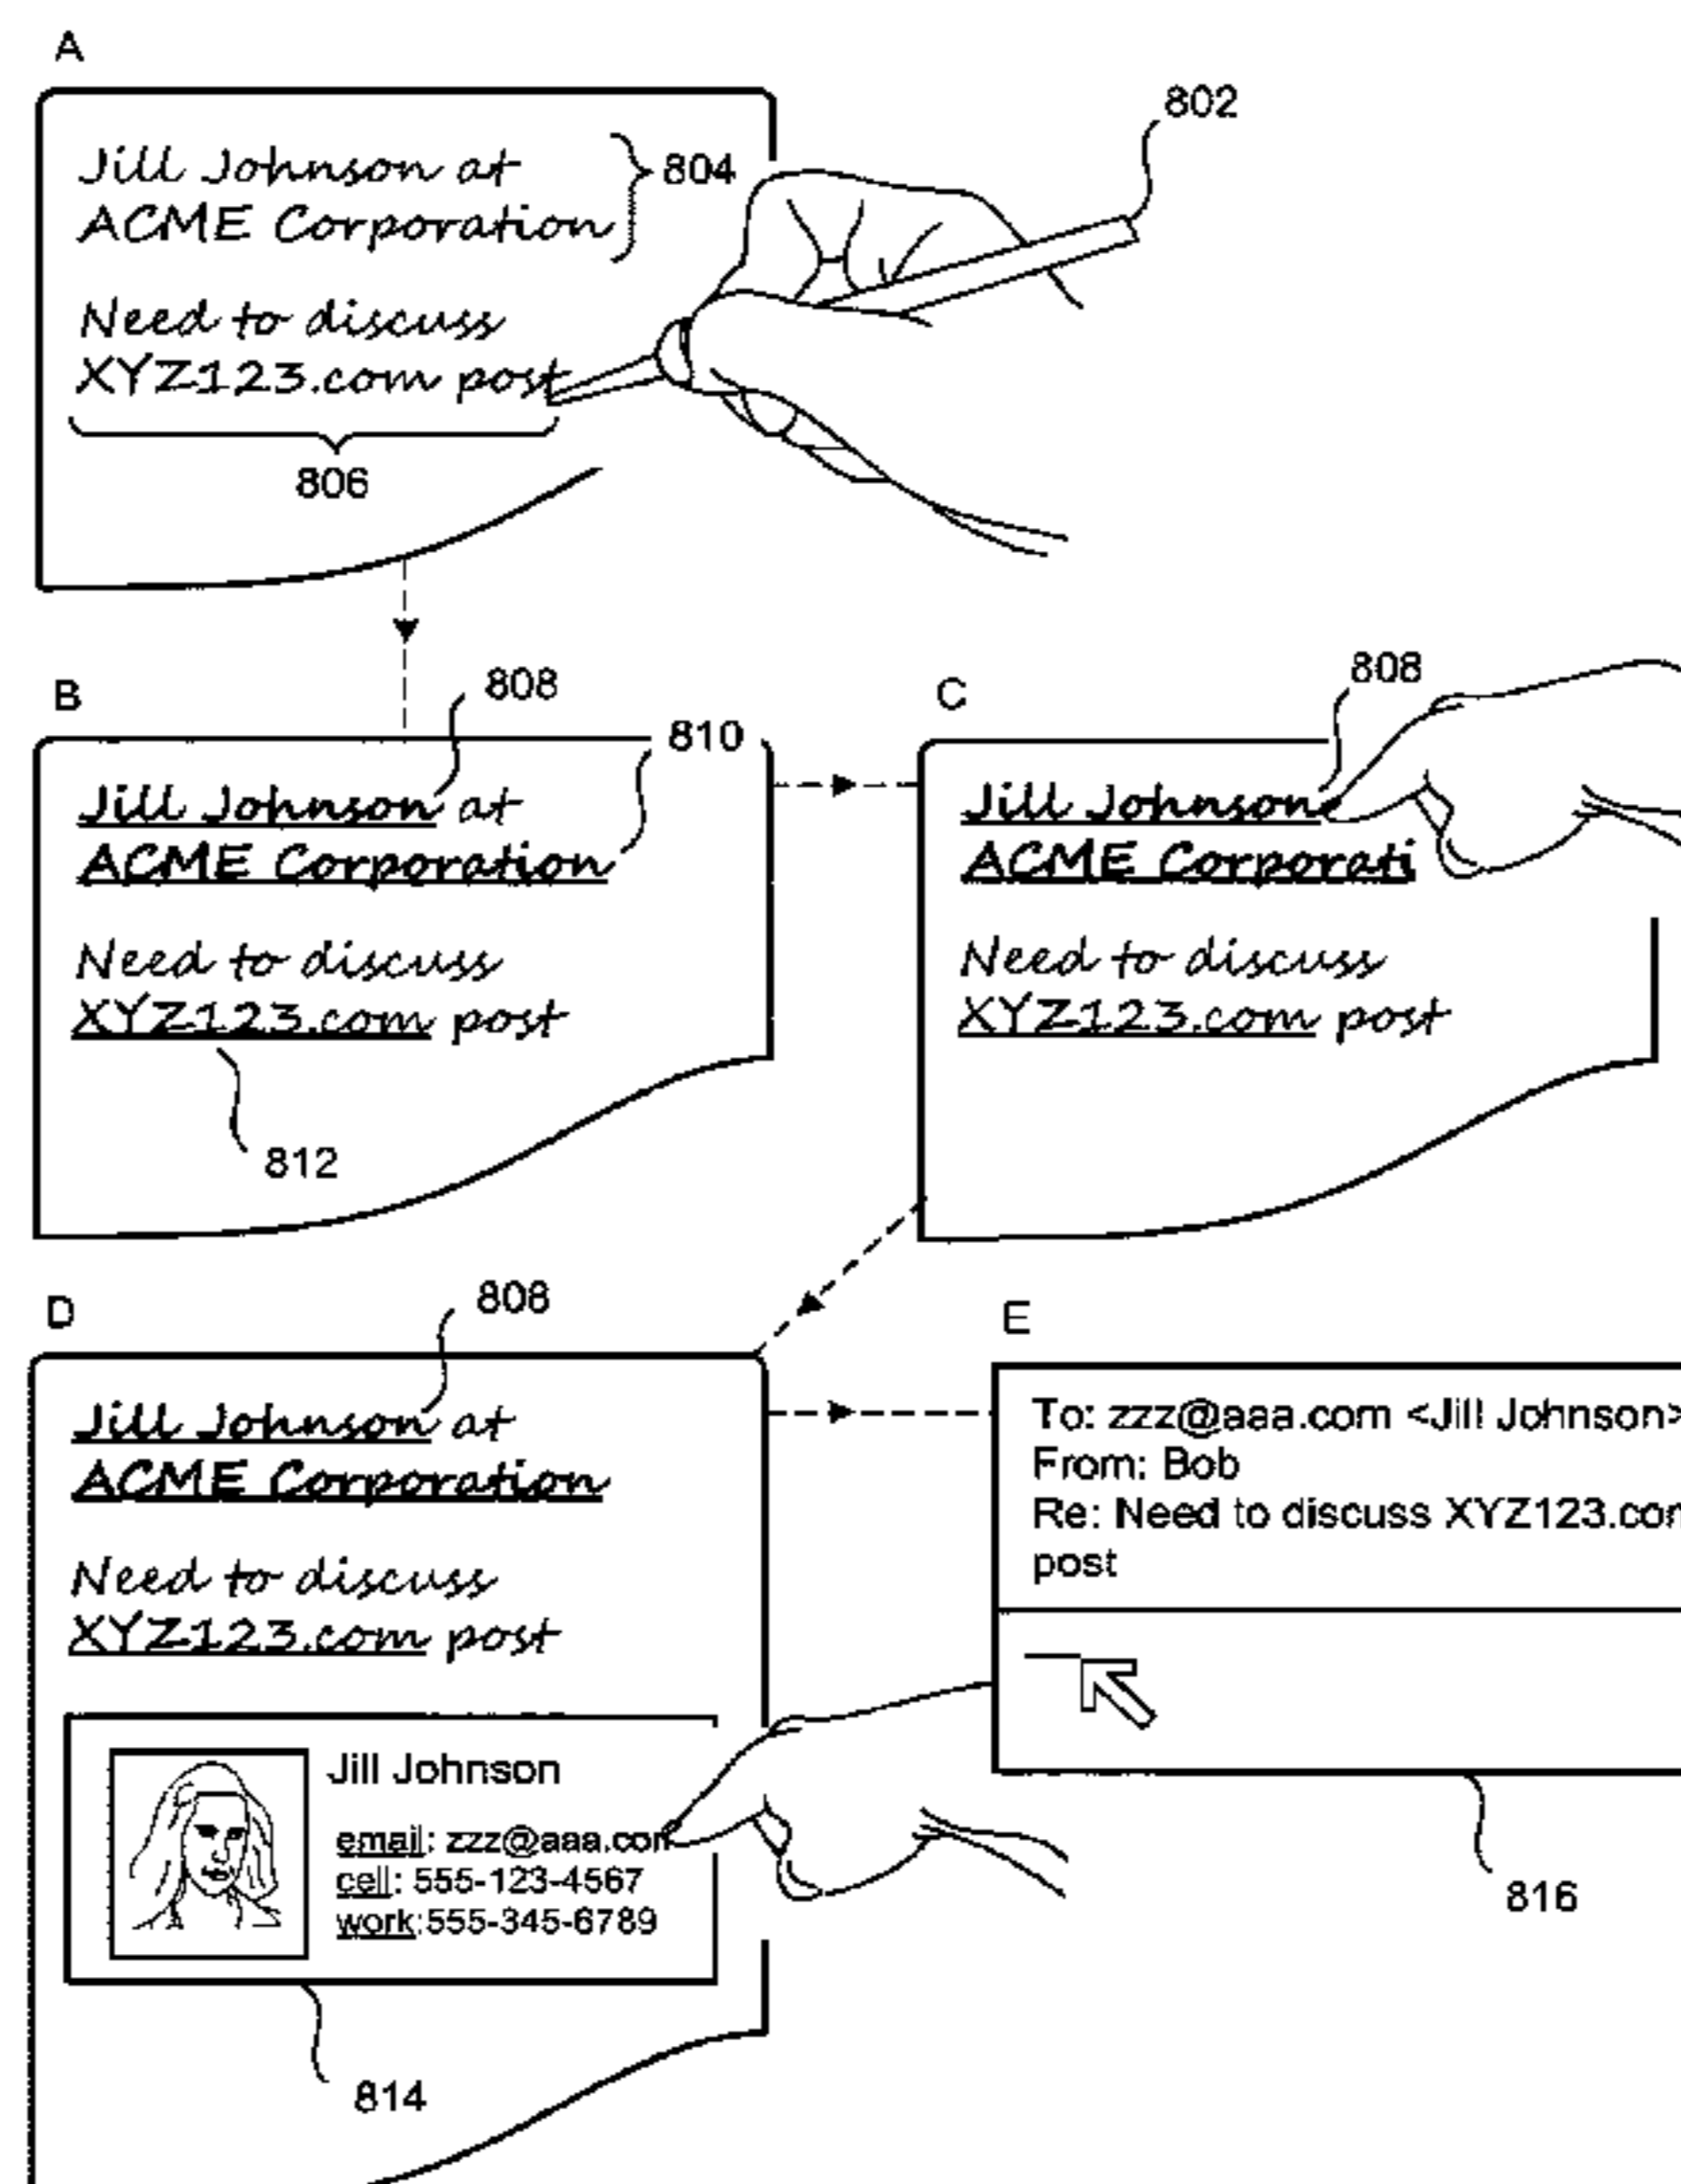 A
802
Jill Johnson at
804
ACME Corporation
Need to discuss
XYZ123.com post
806
B
808
810
Jill Johnson at
ACME Corporation
Need to discuss
XYZ123.com post
812
C
808
Jill Johnson
ACME Corporati
Need to discuss
XYZ123.com post
D
808
Jill Johnson at
ACME Corporation
Need to discuss
XYZ123.com post
Jill Johnson
email: zzz@aaa.con
cell: 555-123-4567
work:555-345-6789
814
E
To: zzz@aaa.com <Jill Johnson>
From: Bob
Re: Need to discuss XYZ123.com
post
816